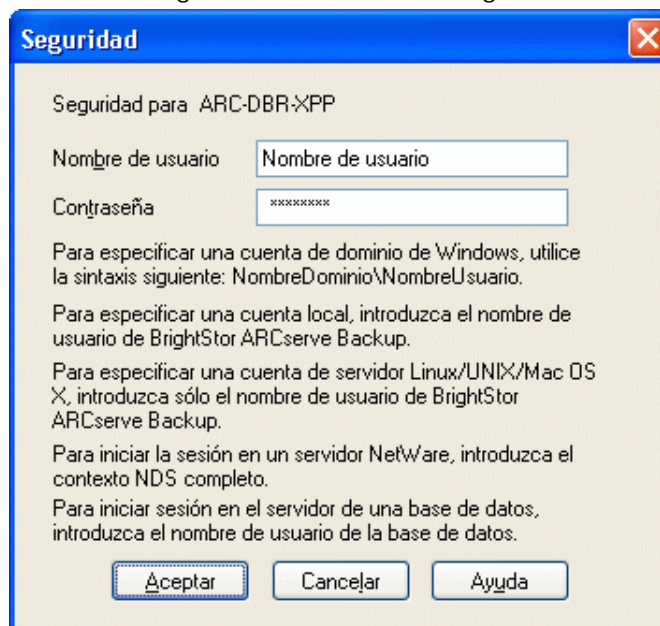 Seguridad
Seguridad para ARC-DBR-XPP
Nombre de usuario Nombre de usuario
Contraseña ********
Para especificar una cuenta de dominio de Windows, utilice
la sintaxis siguiente: NombreDominio\NombreUsuario.
Para especificar una cuenta local, introduzca el nombre de
usuario de BrightStor ARCserve Backup.
Para especificar una cuenta de servidor Linux/UNIX/Mac OS
X, introduzca sólo el nombre de usuario de BrightStor
ARCserve Backup.
Para iniciar la sesión en un servidor NetWare, introduzca el
contexto NDS completo.
Para iniciar sesión en el servidor de una base de datos,
introduzca el nombre de usuario de la base de datos.
Aceptar Cancelar Ayuda